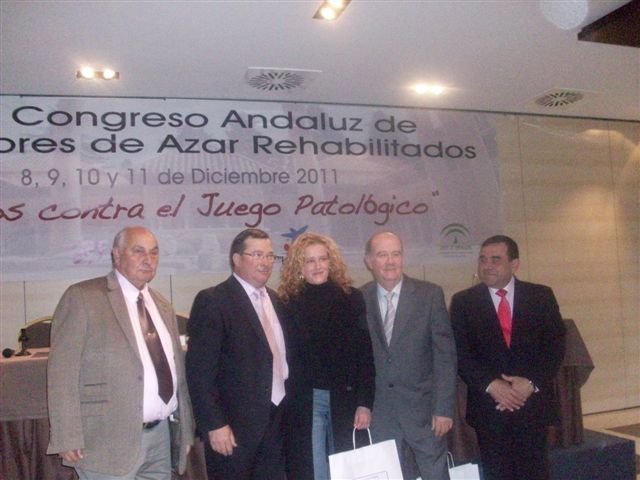 Congreso Andaluz de
ores de Azar Rehabilitados
8, 9, 10 y 11 de Diciembre 2011
os contra el Juego Patológico"